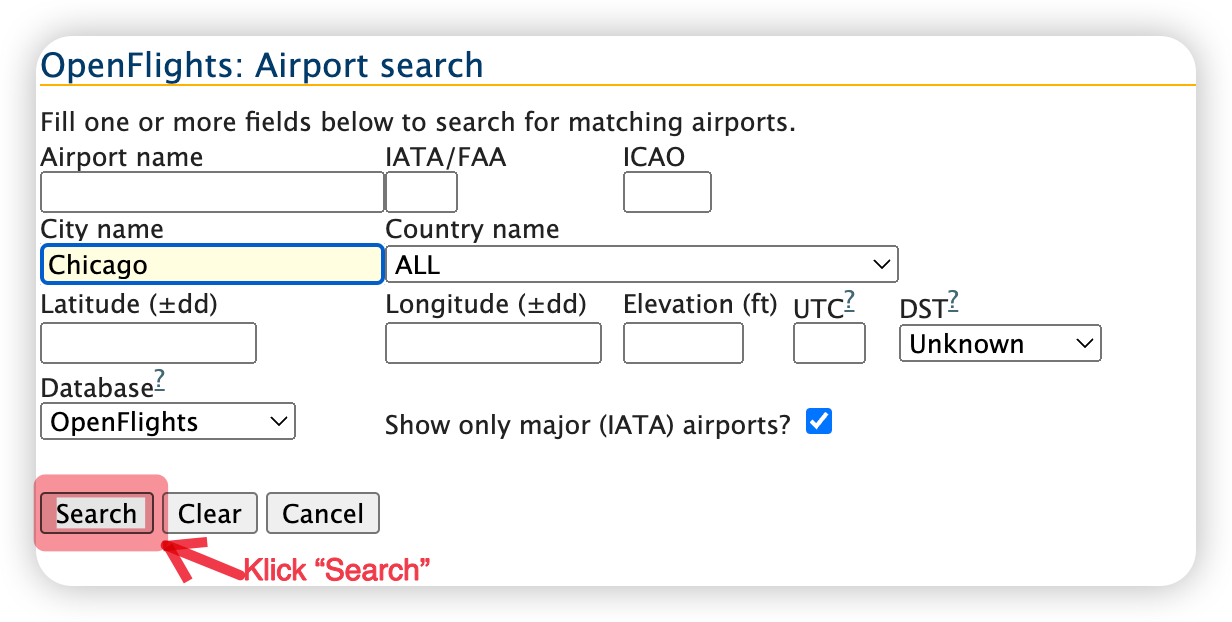 OpenFlights: Airport search
Fill one or more fields below to search for matching airports.
Airport name IATA/FAA ICAO
City name Country name
Chicago ALL
Latitude (±dd) Longitude (±dd) Elevation (ft) UTC? DST?
Unknown
Database?
OpenFlights Show only major (IATA) airports?
Search Clear Cancel
Klick “Search”